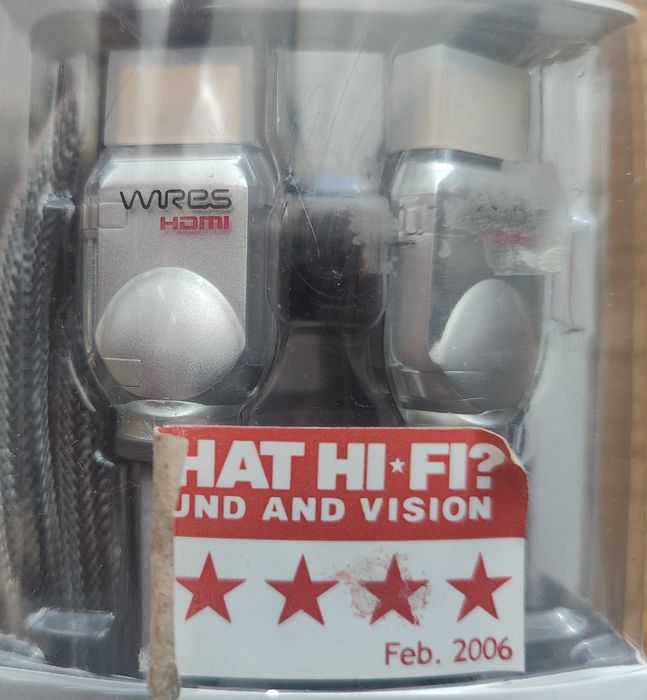 WIRES
HDMI
HAT HI★FI?
UND AND VISION
Feb. 2006